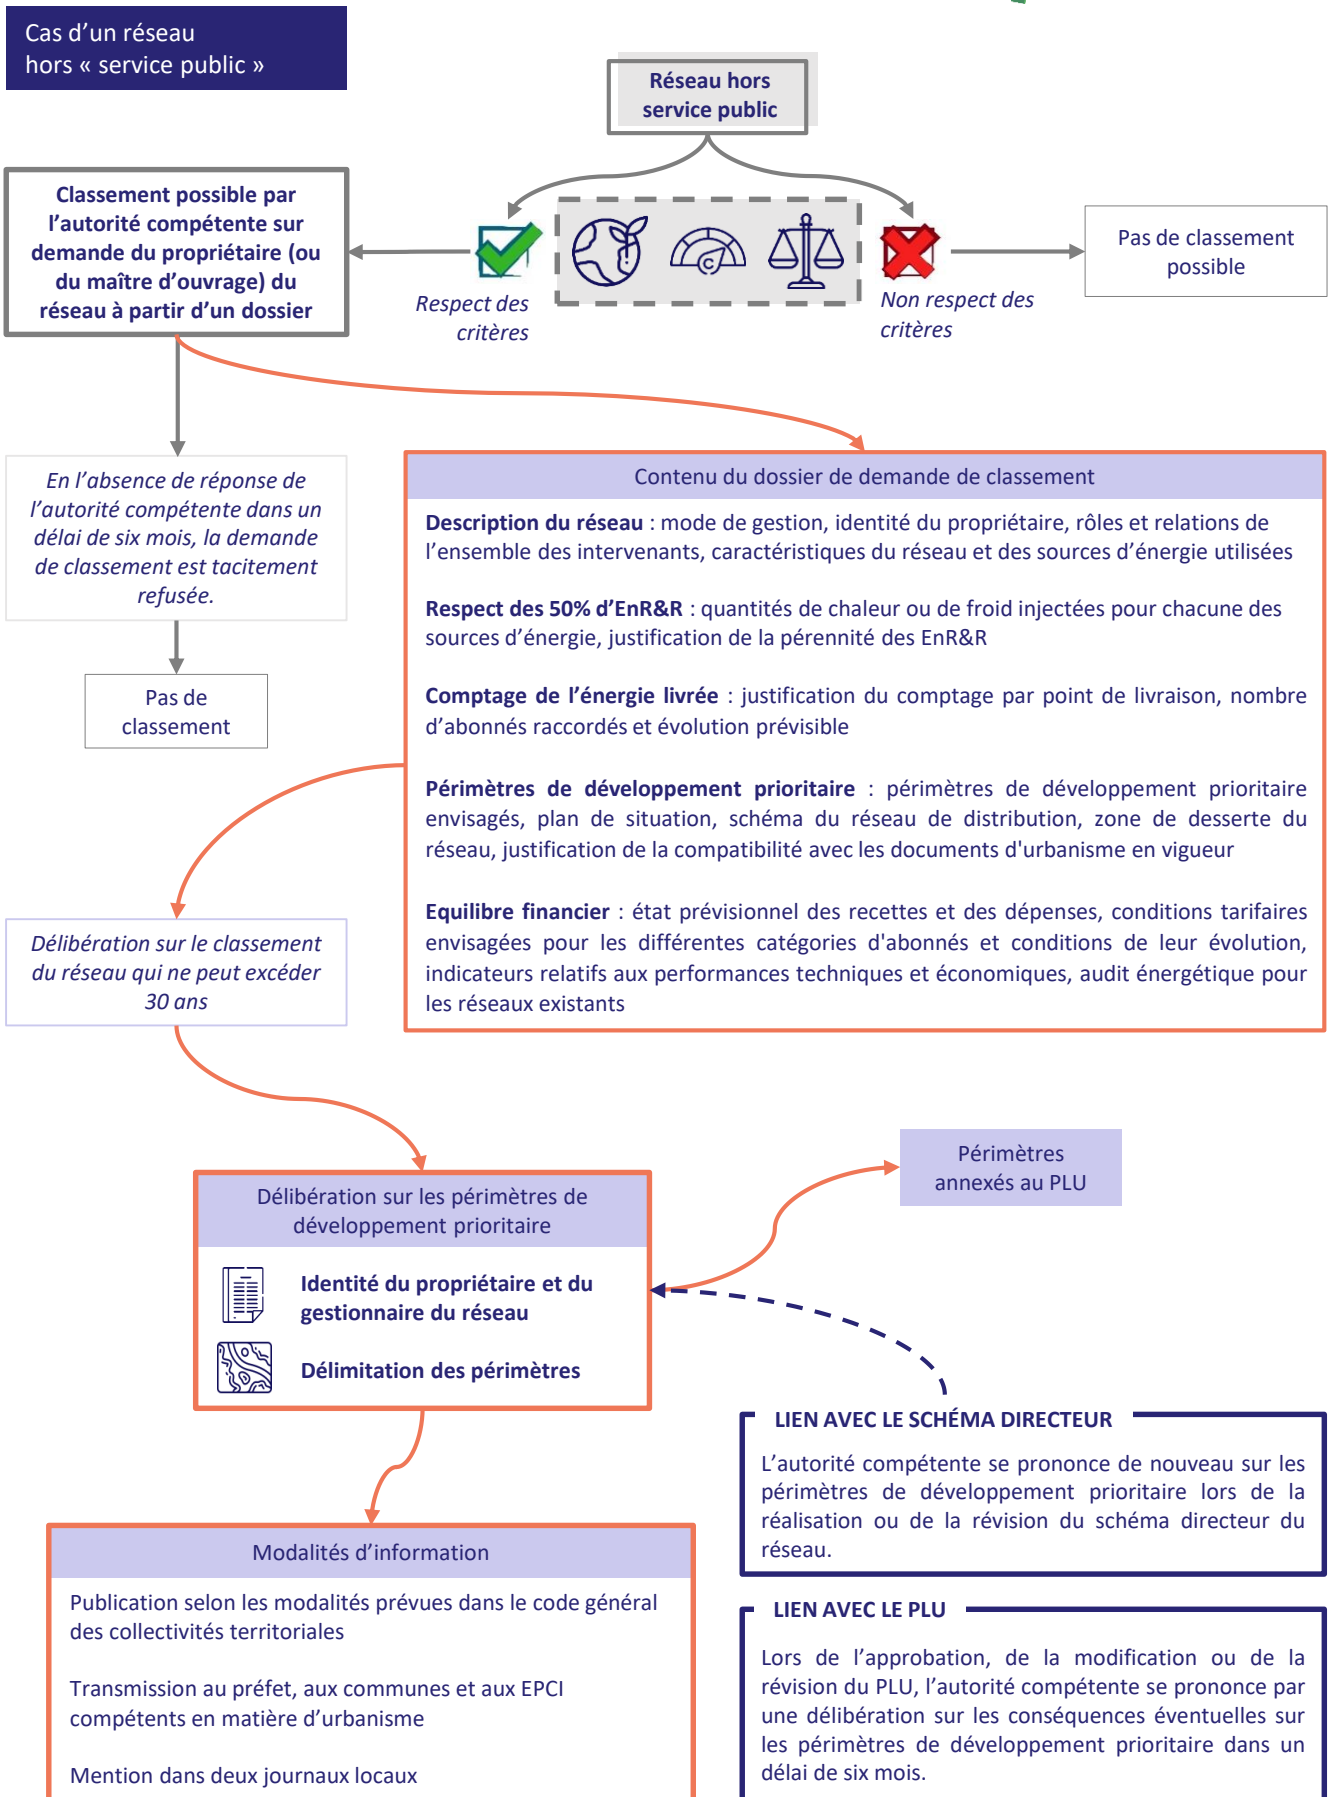 Cas d’un réseau
hors « service public »
Réseau hors
service public
Classement possible par
l’autorité compétente sur
demande du propriétaire (ou
du maître d’ouvrage) du
réseau à partir d’un dossier
Respect des
critères
C
Non respect des
critères
Pas de classement
possible
En l’absence de réponse de
l’autorité compétente dans un
délai de six mois, la demande
de classement est tacitement
refusée.
Pas de
classement
Contenu du dossier de demande de classement
Description du réseau : mode de gestion, identité du propriétaire, rôles et relations de
l’ensemble des intervenants, caractéristiques du réseau et des sources d’énergie utilisées
Respect des 50% d’EnR&R : quantités de chaleur ou de froid injectées pour chacune des
sources d’énergie, justification de la pérennité des EnR&R
Comptage de l’énergie livrée : justification du comptage par point de livraison, nombre
d’abonnés raccordés et évolution prévisible
Périmètres de développement prioritaire : périmètres de développement prioritaire
envisagés, plan de situation, schéma du réseau de distribution, zone de desserte du
réseau, justification de la compatibilité avec les documents d'urbanisme en vigueur
Equilibre financier : état prévisionnel des recettes et des dépenses, conditions tarifaires
envisagées pour les différentes catégories d'abonnés et conditions de leur évolution,
indicateurs relatifs aux performances techniques et économiques, audit énergétique pour
les réseaux existants
Délibération sur le classement
du réseau qui ne peut excéder
30 ans
Délibération sur les périmètres de
développement prioritaire
Identité du propriétaire et du
gestionnaire du réseau
Délimitation des périmètres
Périmètres
annexés au PLU
LIEN AVEC LE SCHÉMA DIRECTEUR
L’autorité compétente se prononce de nouveau sur les
périmètres de développement prioritaire lors de la
réalisation ou de la révision du schéma directeur du
réseau.
Modalités d’information
Publication selon les modalités prévues dans le code général
des collectivités territoriales
Transmission au préfet, aux communes et aux EPCI
compétents en matière d’urbanisme
Mention dans deux journaux locaux
LIEN AVEC LE PLU
Lors de l’approbation, de la modification ou de la
révision du PLU, l’autorité compétente se prononce par
une délibération sur les conséquences éventuelles sur
les périmètres de développement prioritaire dans un
délai de six mois.